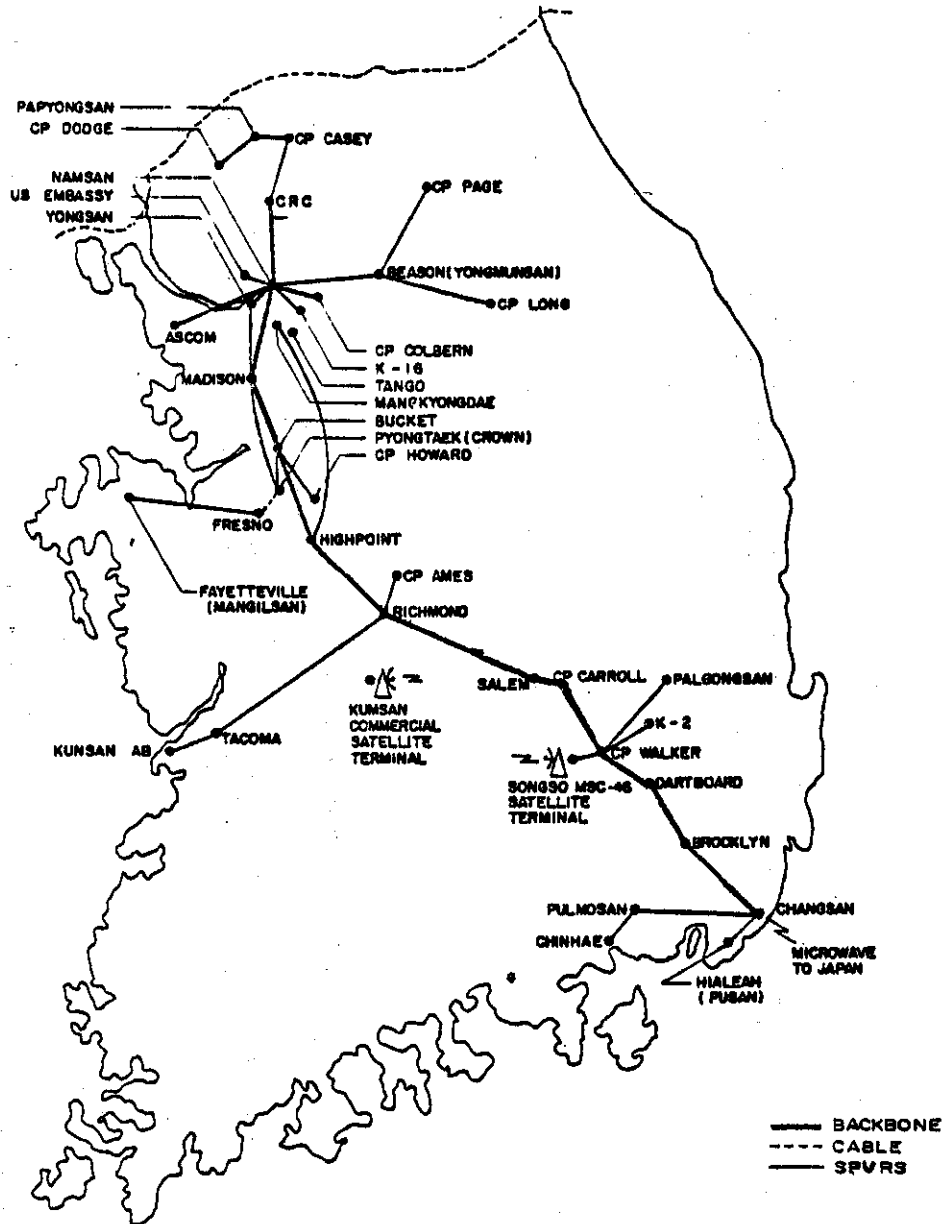 PAPYONGSAN
CP DODGE
CP CASEY
NAMSAN
US EMBASSY
YONGSAN
CP PAGE
CRC
BEASON (YONGMUNSAN)
CP LONG
ASCOM
CP COLBERN
K-16
TANGO
MANGKYONGDAE
BUCKET
PYONGTAEK (CROWN)
CP HOWARD
MADISON
FRESNO
HIGHPOINT
FAYETTEVILLE
(MANGILSAN)
CP AMES
RICHMOND
SALEM
CP CARROLL
PALGONGSAN
KUMSAN
COMMERCIAL
SATELLITE
TERMINAL
K-2
KUNSAN AB
TACOMA
CP WALKER
SONGSO MSC-46
SATELLITE
TERMINAL
DARTBOARD
BROOKLYN
PULMOSAN
CHANGSAN
CHINHAE
MICROWAVE
TO JAPAN
HIALEAH
(PUSAN)
BACKBONE
CABLE
SPURS